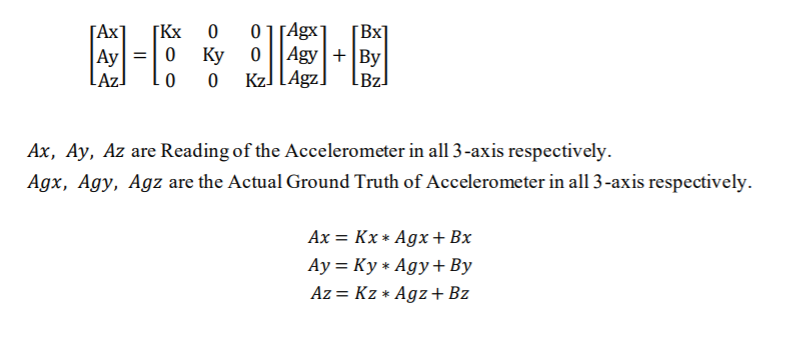 [Ax] [Kx 0 0] [Agx] [Bx]
[Ay] = [0 Ky 0] [Agy] + [By]
[Az] [0 0 Kz] [Agz] [Bz]
Ax, Ay, Az are Reading of the Accelerometer in all 3-axis respectively.
Agx, Agy, Agz are the Actual Ground Truth of Accelerometer in all 3-axis respectively.
Ax = Kx * Agx + Bx
Ay = Ky * Agy + By
Az = Kz * Agz + Bz